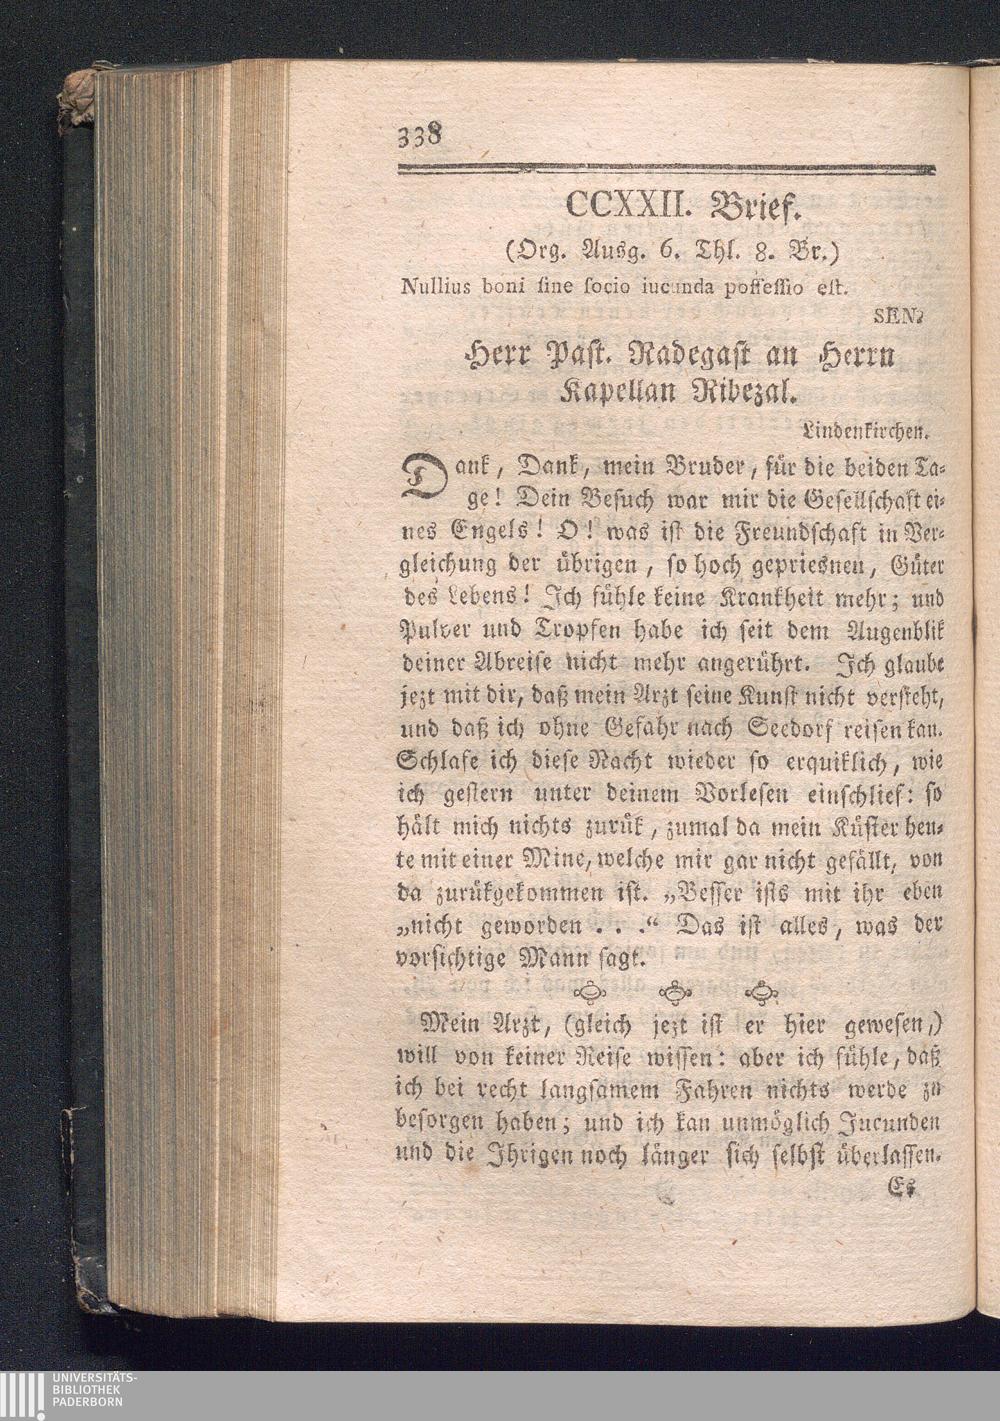 338
CCXXII. Brief.
(Org. Ausg. 6. Thl. 8. Br.)
Nullius boni sine socio iucunda possessio est.
SEN.
Herr Past. Radegast an Herrn
Kapellan Ribezal.
Lindenkirchen.
Dank, Dank, mein Bruder, für die beiden Ta-
ge! Dein Besuch war mir die Gesellschaft ei-
nes Engels! O! was ist die Freundschaft in Ver-
gleichung der übrigen, so hoch gepriesnen, Güter
des Lebens! Ich fühle keine Krankheit mehr; und
Pulver und Tropfen habe ich seit dem Augenblik
deiner Abreise nicht mehr angerührt. Ich glaube
jezt mit dir, daß mein Arzt seine Kunst nicht versteht,
und daß ich ohne Gefahr nach Seedorf reisen kan.
Schlafe ich diese Nacht wieder so erquiklich, wie
ich gestern unter deinem Vorlesen einschlief: so
hält mich nichts zurük, zumal da mein Küster heu-
te mit einer Mine, welche mir gar nicht gefällt, von
da zurükgekommen ist. „Besser ists mit ihr eben
„nicht geworden . . .“ Das ist alles, was der
vorsichtige Mann sagt.
Mein Arzt, (gleich jezt ist er hier gewesen,)
will von keiner Reise wissen: aber ich fühle, daß
ich bei recht langsamem Fahren nichts werde zu
besorgen haben; und ich kan unmöglich Jucunden
und die Ihrigen noch länger sich selbst überlassen.
Es
UNIVERSITÄTS-
BIBLIOTHEK
PADERBORN